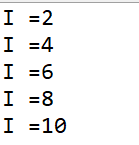 I =2
I =4
I =6
I =8
I =10